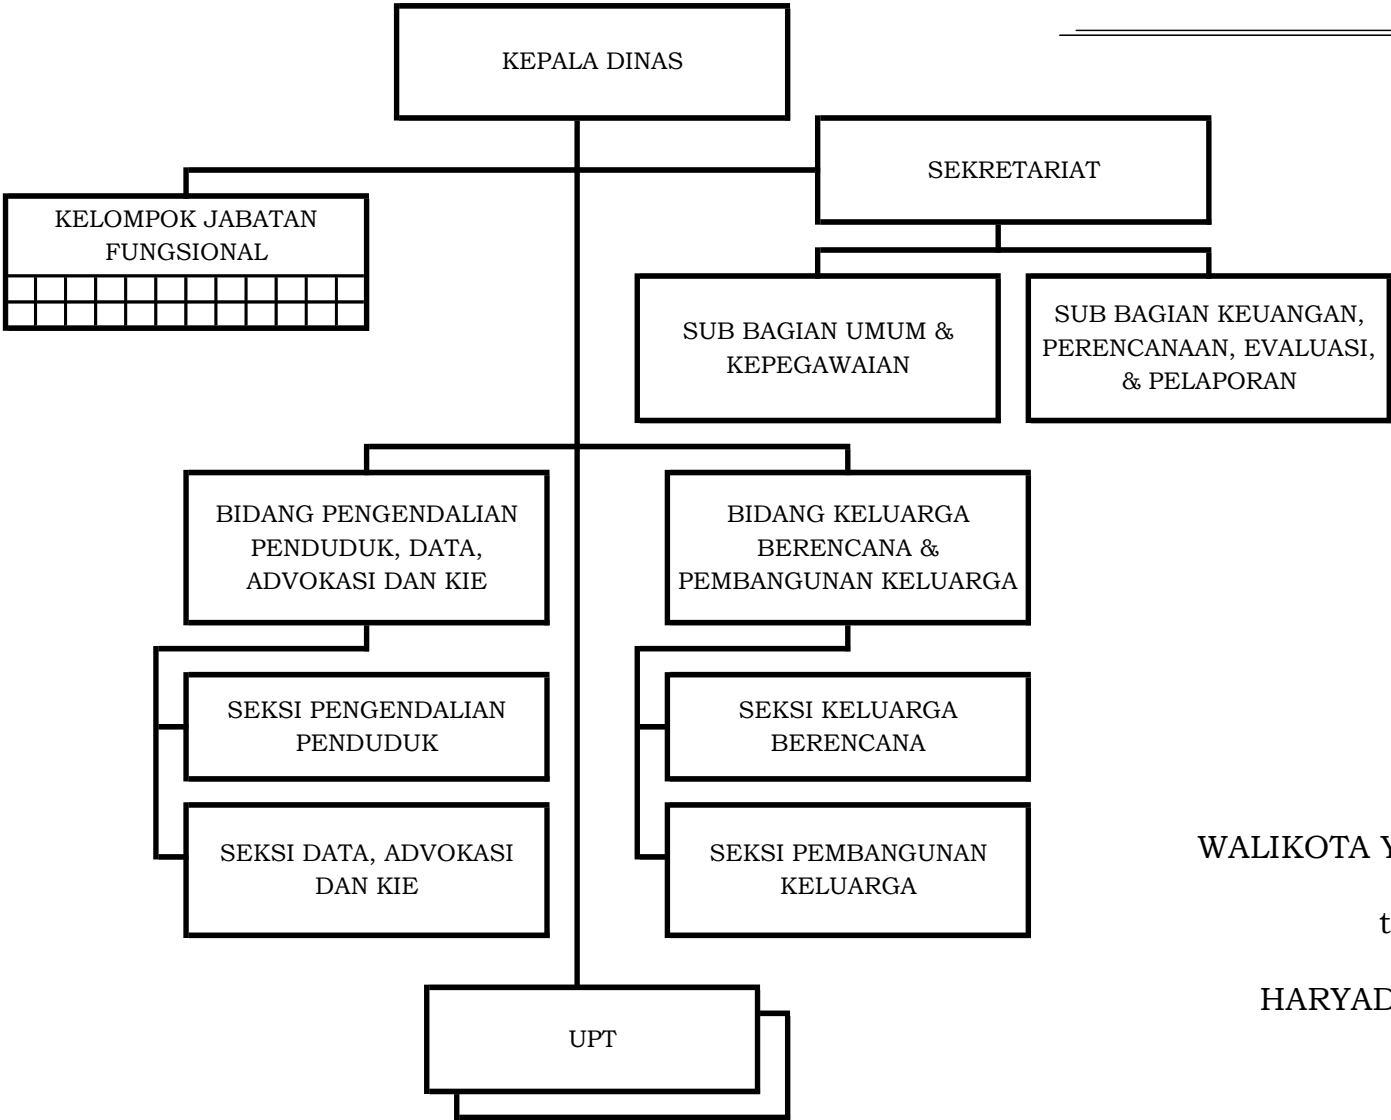 KEPALA DINAS
SEKRETARIAT
KELOMPOK JABATAN
FUNGSIONAL
SUB BAGIAN UMUM &
KEPEGAWAIAN
SUB BAGIAN KEUANGAN,
PERENCANAAN, EVALUASI,
& PELAPORAN
BIDANG PENGENDALIAN
PENDUDUK, DATA,
ADVOKASI DAN KIE
BIDANG KELUARGA
BERENCANA &
PEMBANGUNAN KELUARGA
SEKSI PENGENDALIAN
PENDUDUK
SEKSI KELUARGA
BERENCANA
SEKSI DATA, ADVOKASI
DAN KIE
SEKSI PEMBANGUNAN
KELUARGA
WALIKOTA
UPT